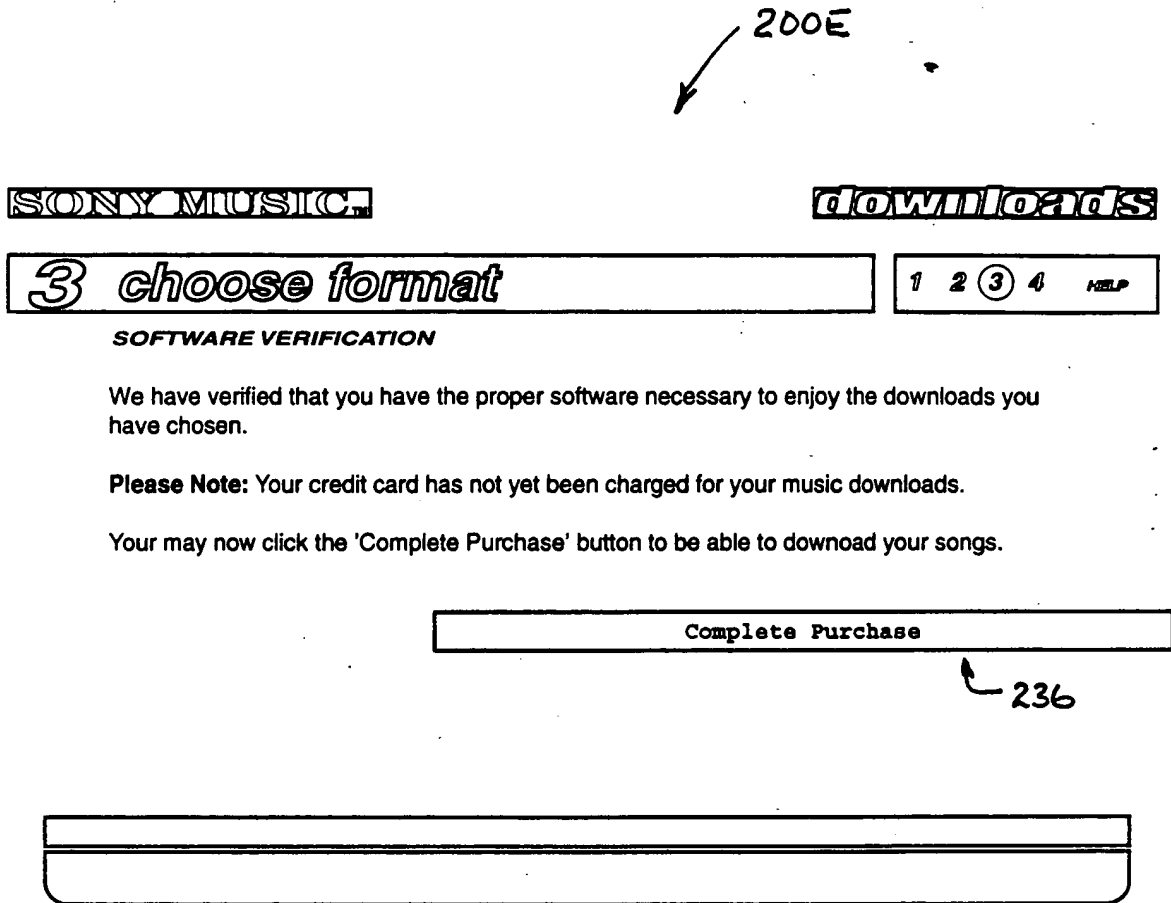 200E
SONY MUSIC™ downloads
3 choose format 1 2 3 4 HELP
SOFTWARE VERIFICATION
We have verified that you have the proper software necessary to enjoy the downloads you
have chosen.
Please Note: Your credit card has not yet been charged for your music downloads.
Your may now click the 'Complete Purchase' button to be able to downoad your songs.
Complete Purchase
236